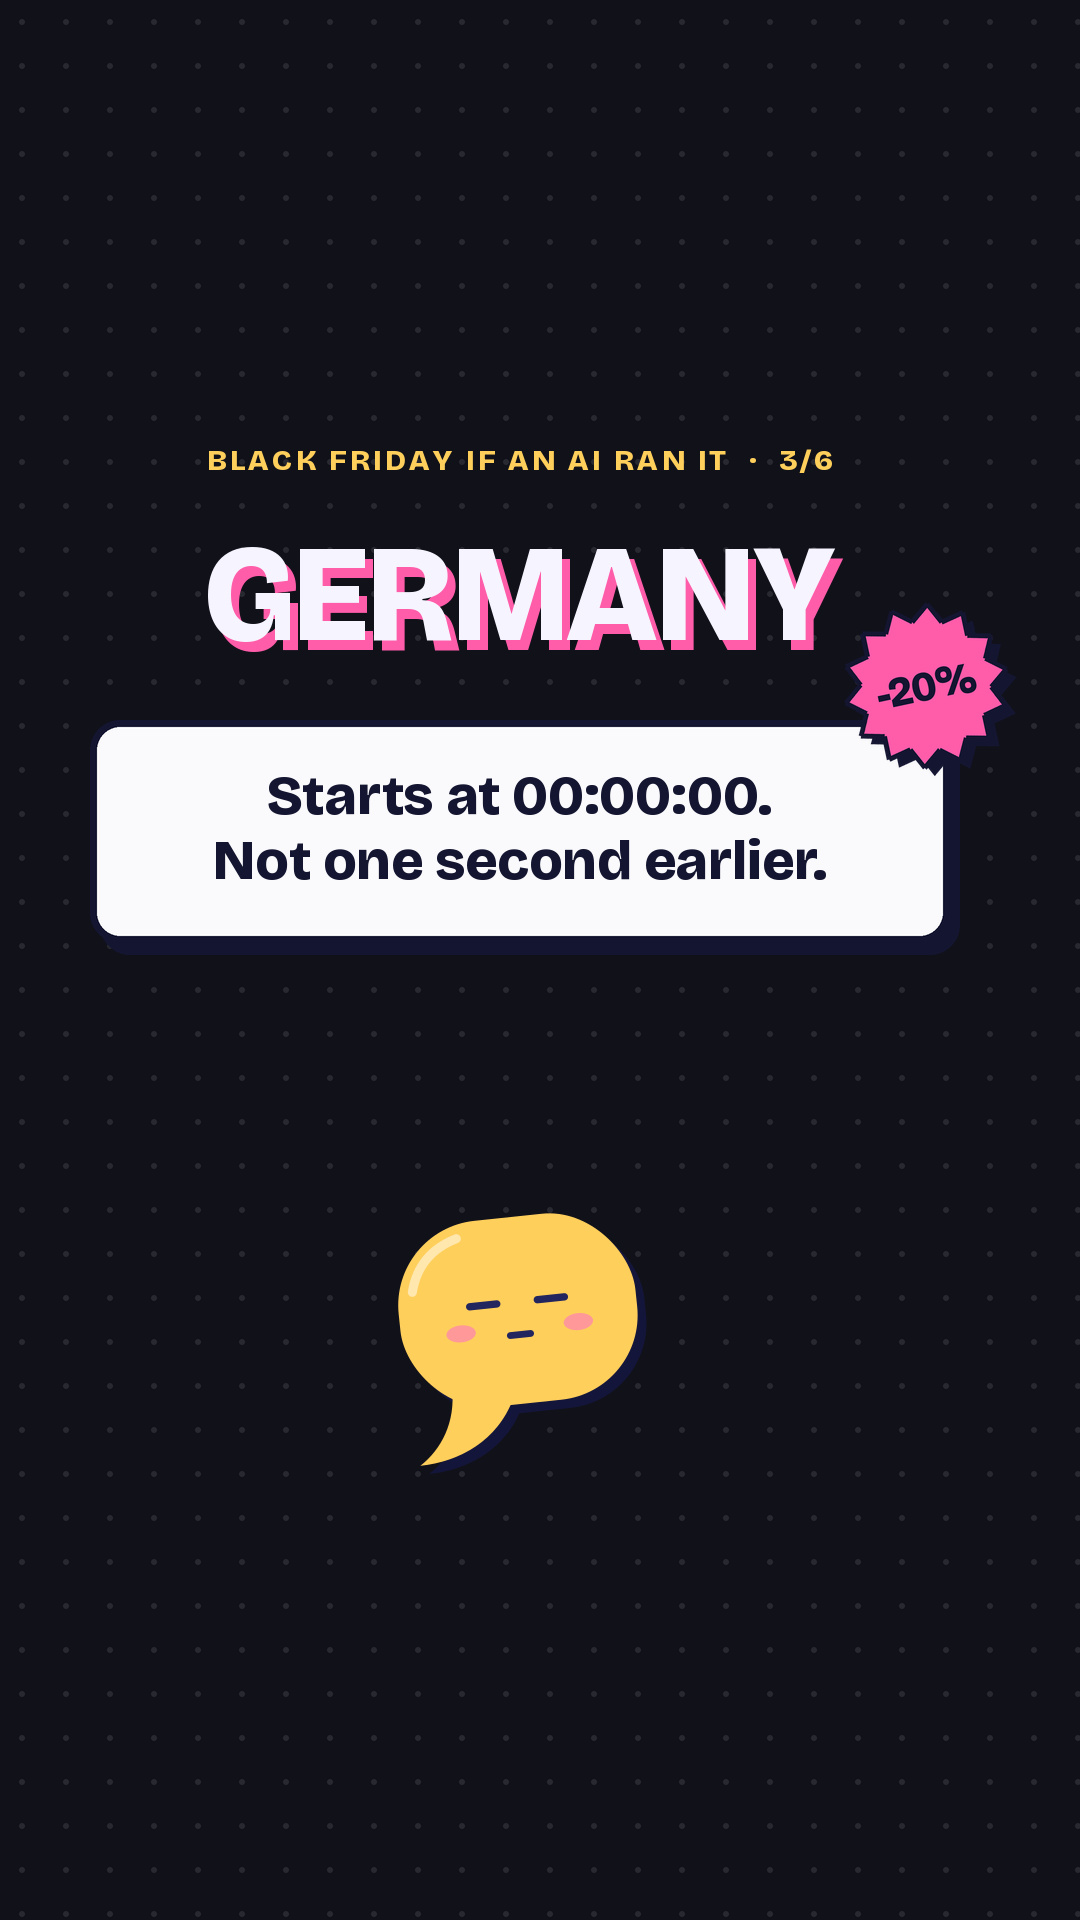 BLACK FRIDAY IF AN AI RAN IT · 3/6
GERMANY
-20%
Starts at 00:00:00.
Not one second earlier.